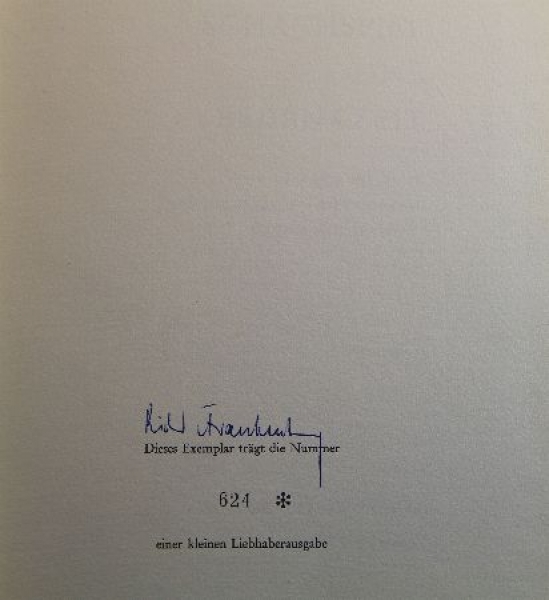 Dieses Exemplar trägt die Nummer
624 *
einer kleinen Liebhaberausgabe